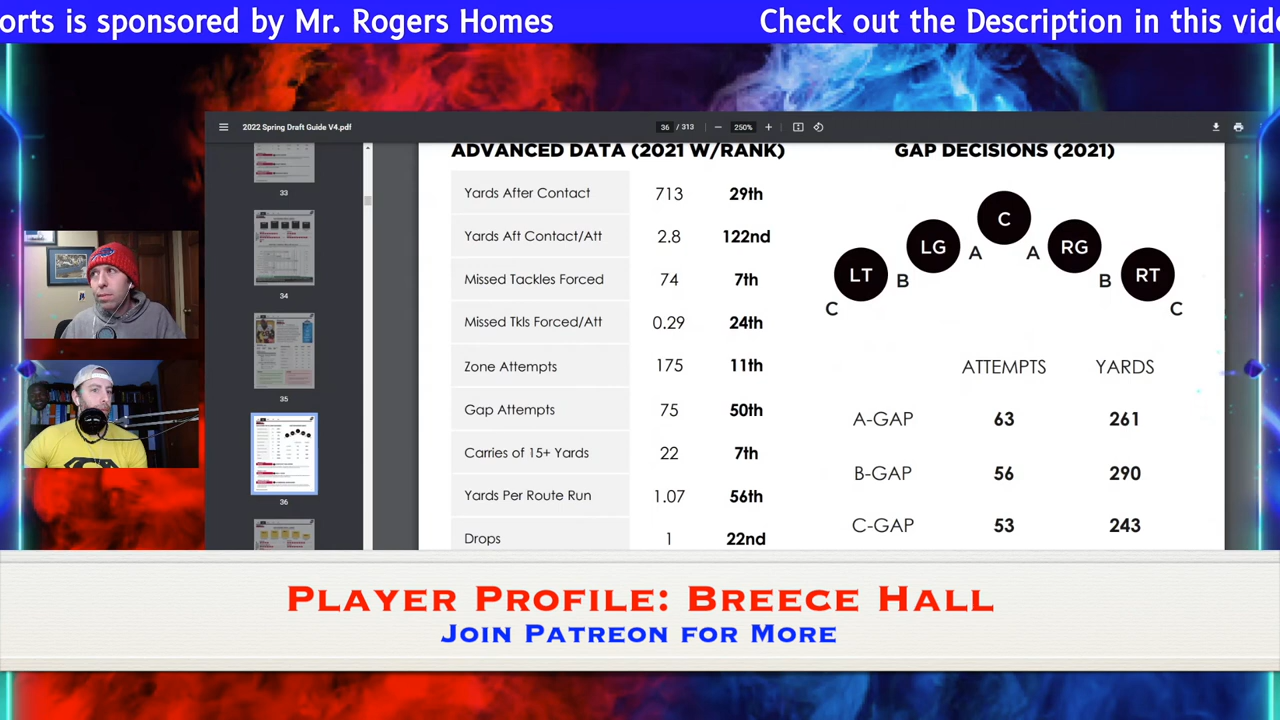 orts is sponsored by Mr. Rogers Homes
Check out the Description in this vide
2022 Spring Draft Guide V4.pdf
36 / 313
250%
33
34
35
36
ADVANCED DATA (2021 W/RANK)
Yards After Contact 713 29th
Yards Aft Contact/Att 2.8 122nd
Missed Tackles Forced 74 7th
Missed Tkls Forced/Att 0.29 24th
Zone Attempts 175 11th
Gap Attempts 75 50th
Carries of 15+ Yards 22 7th
Yards Per Route Run 1.07 56th
Drops 1 22nd
GAP DECISIONS (2021)
C
LG A A RG
LT B B RT
C C
ATTEMPTS YARDS
A-GAP 63 261
B-GAP 56 290
C-GAP 53 243
Player Profile: Breece Hall
Join Patreon for More